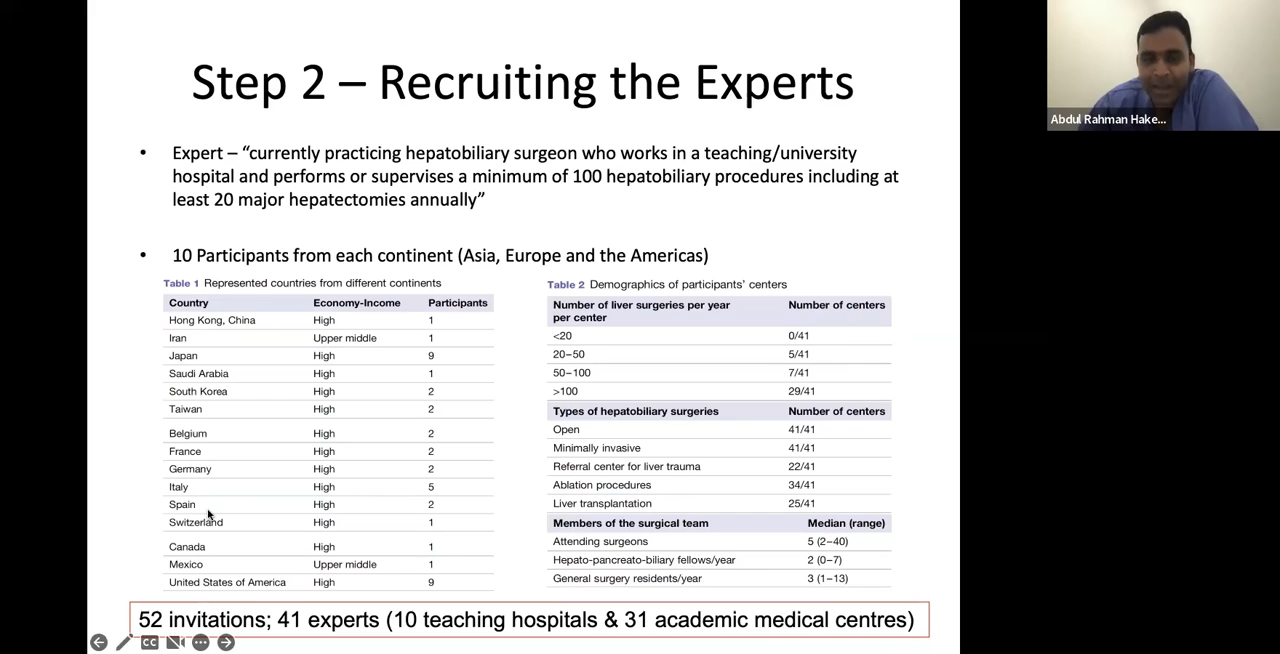 Step 2 – Recruiting the Experts
• Expert – “currently practicing hepatobiliary surgeon who works in a teaching/university
hospital and performs or supervises a minimum of 100 hepatobiliary procedures including at
least 20 major hepatectomies annually”
• 10 Participants from each continent (Asia, Europe and the Americas)
Table 1 Represented countries from different continents
Country Economy-Income Participants
Hong Kong, China High 1
Iran Upper middle 1
Japan High 9
Saudi Arabia High 1
South Korea High 2
Taiwan High 2
Belgium High 2
France High 2
Germany High 2
Italy High 5
Spain High 2
Switzerland High 1
Canada High 1
Mexico Upper middle 1
United States of America High 9
Table 2 Demographics of participants’ centers
Number of liver surgeries per year Number of centers
per center
<20 0/41
20–50 5/41
50–100 7/41
>100 29/41
Types of hepatobiliary surgeries Number of centers
Open 41/41
Minimally invasive 41/41
Referral center for liver trauma 22/41
Ablation procedures 34/41
Liver transplantation 25/41
Members of the surgical team Median (range)
Attending surgeons 5 (2–40)
Hepato-pancreato-biliary fellows/year 2 (0–7)
General surgery residents/year 3 (1–13)
52 invitations; 41 experts (10 teaching hospitals & 31 academic medical centres)
CC
Abdul Rahman Hake...